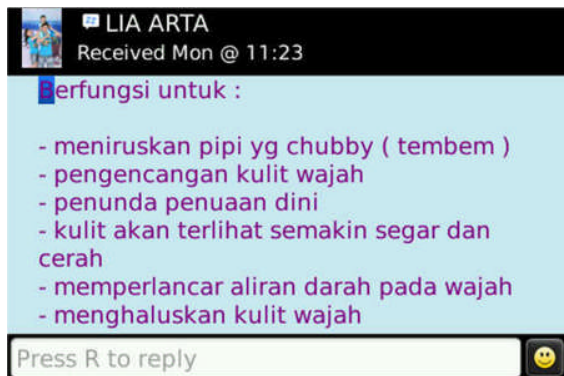 LIA ARTA
Received Mon @ 11:23
Berfungsi untuk :
- meniruskan pipi yg chubby ( tembem )
- pengencangan kulit wajah
- penunda penuaan dini
- kulit akan terlihat semakin segar dan
cerah
- memperlancar aliran darah pada wajah
- menghaluskan kulit wajah
Press R to reply